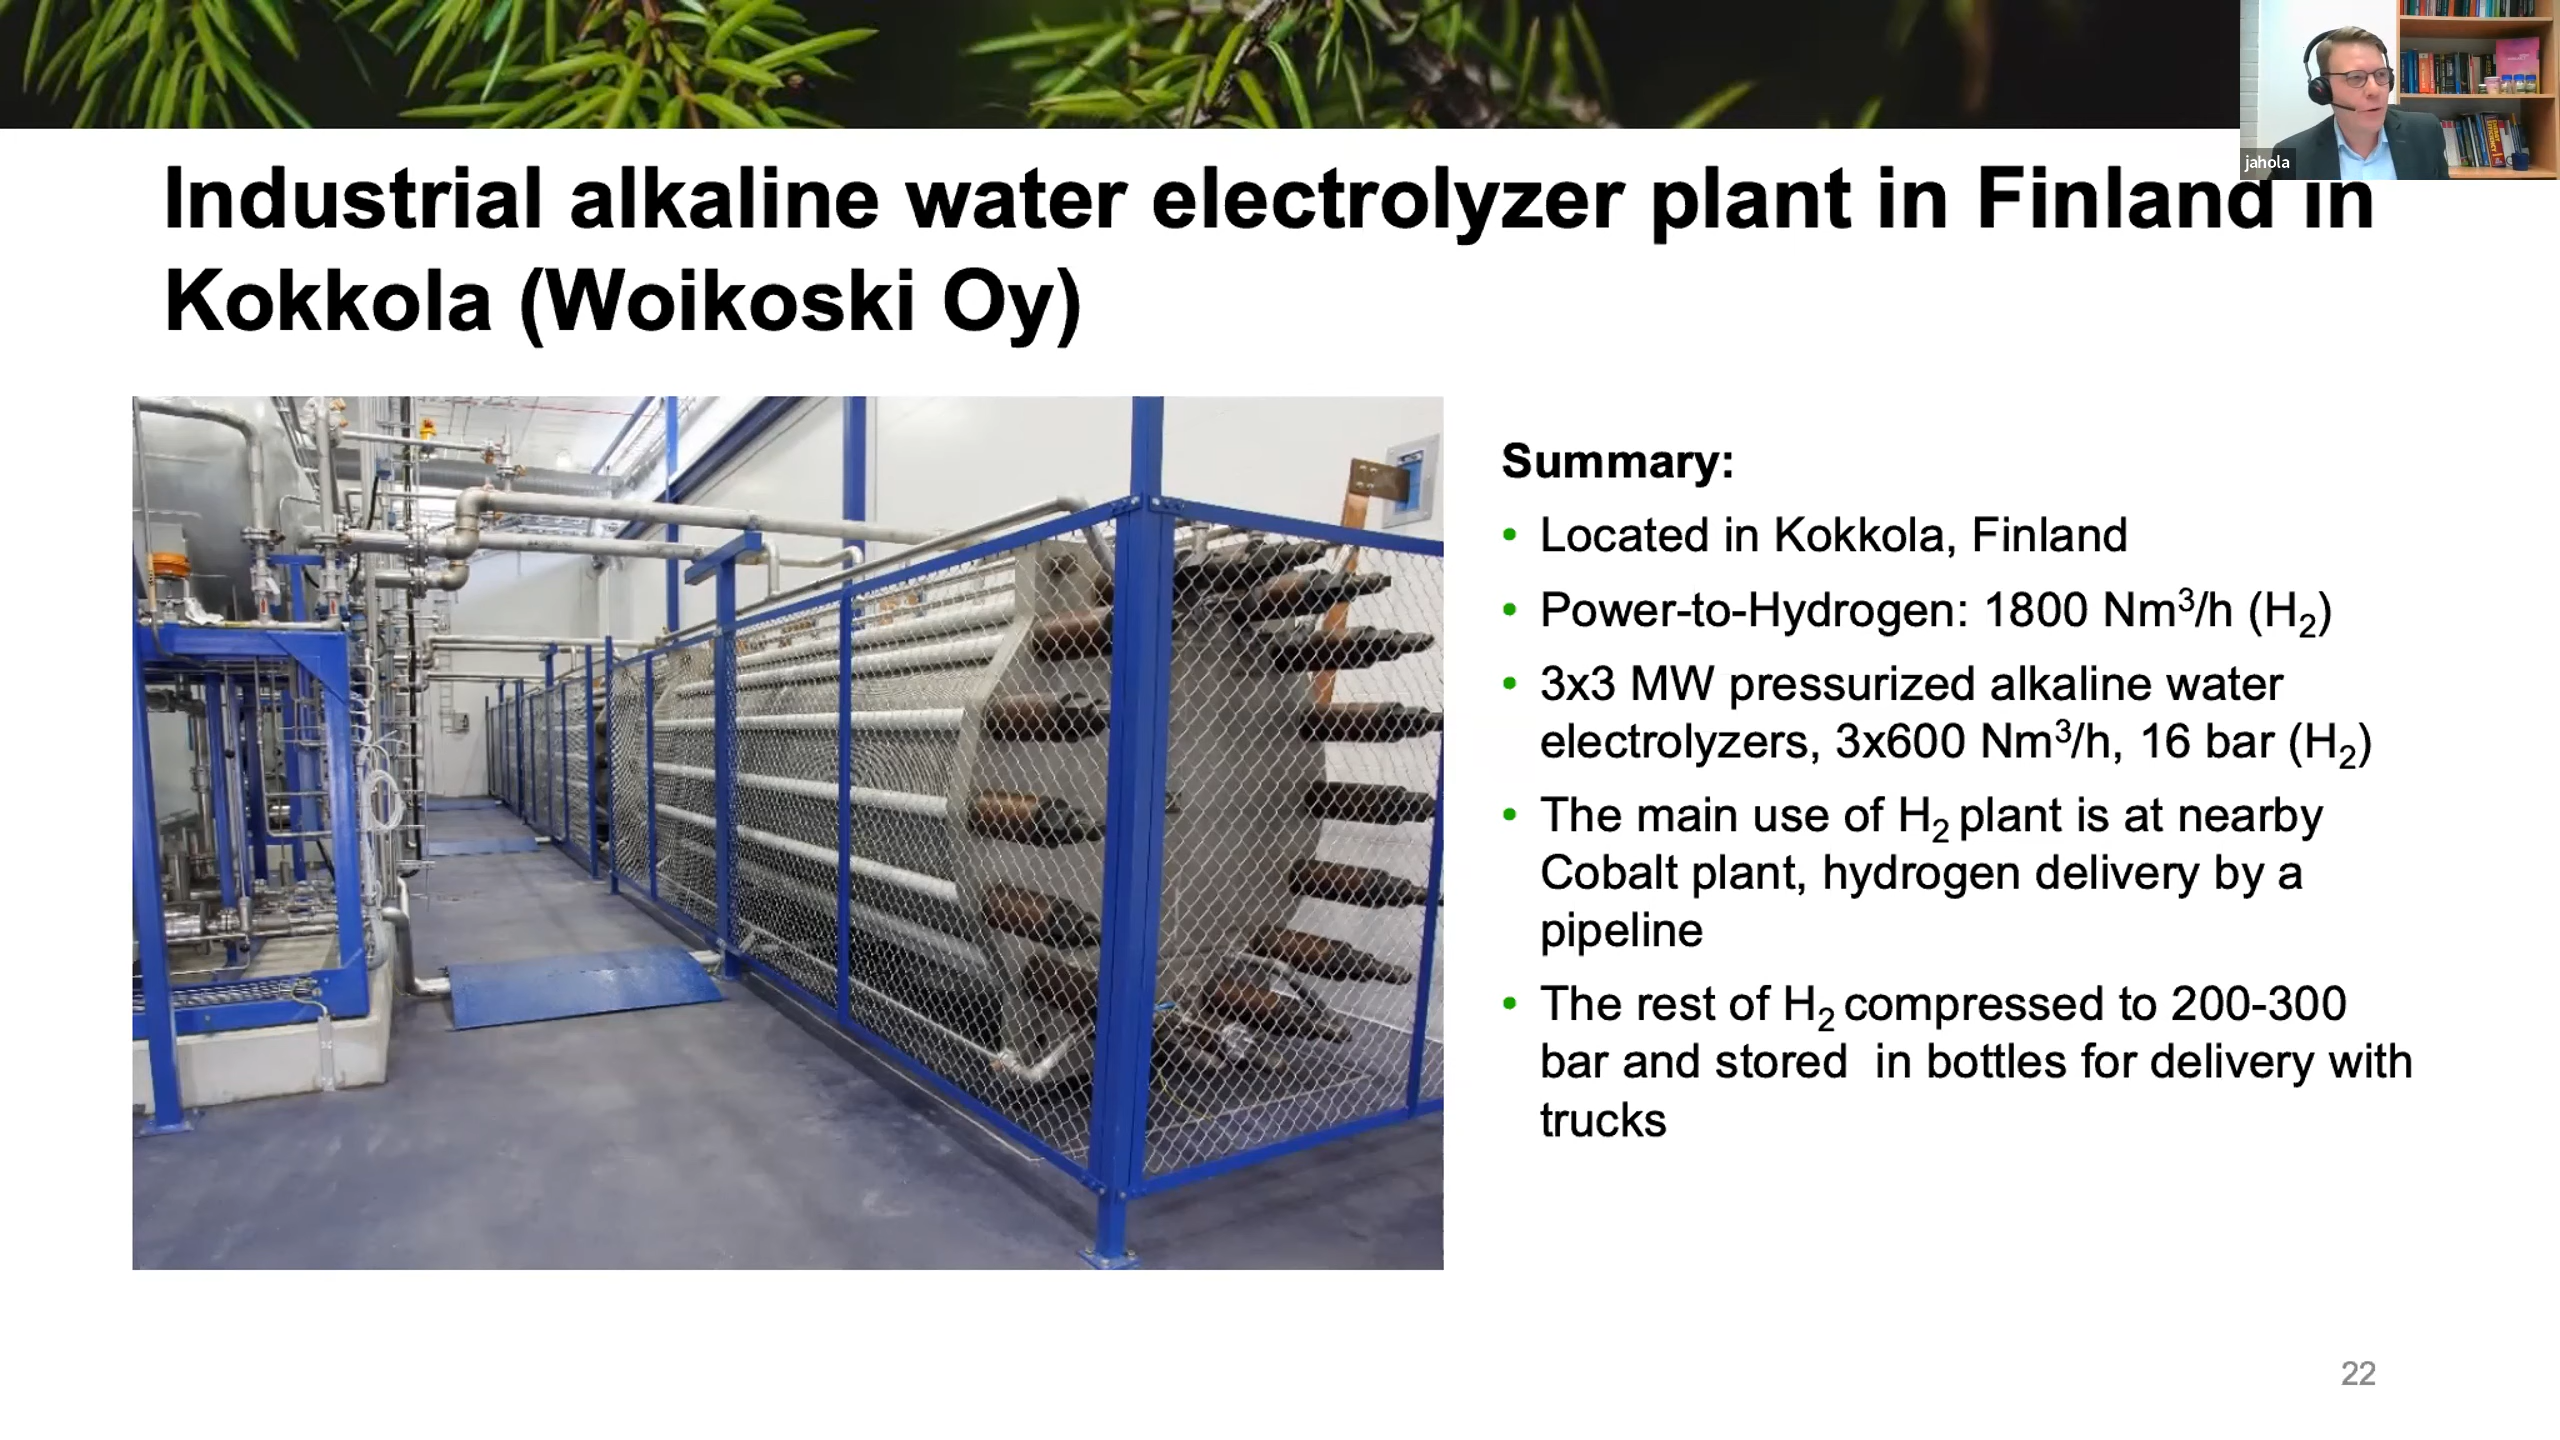 jahola
Industrial alkaline water electrolyzer plant in Finland in
Kokkola (Woikoski Oy)
Summary:
• Located in Kokkola, Finland
• Power-to-Hydrogen: 1800 Nm³/h (H₂)
• 3x3 MW pressurized alkaline water
electrolyzers, 3x600 Nm³/h, 16 bar (H₂)
• The main use of H₂ plant is at nearby
Cobalt plant, hydrogen delivery by a
pipeline
• The rest of H₂ compressed to 200-300
bar and stored  in bottles for delivery with
trucks
22